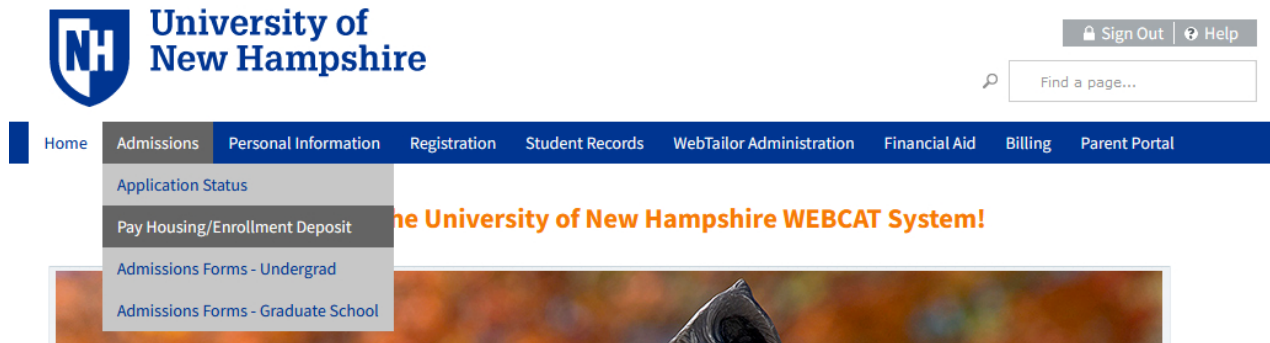 NH
University of
New Hampshire
Sign Out | ? Help
Find a page...
Home Admissions Personal Information Registration Student Records WebTailor Administration Financial Aid Billing Parent Portal
Application Status
Pay Housing/Enrollment Deposit
he University of New Hampshire WEBCAT System!
Admissions Forms - Undergrad
Admissions Forms - Graduate School